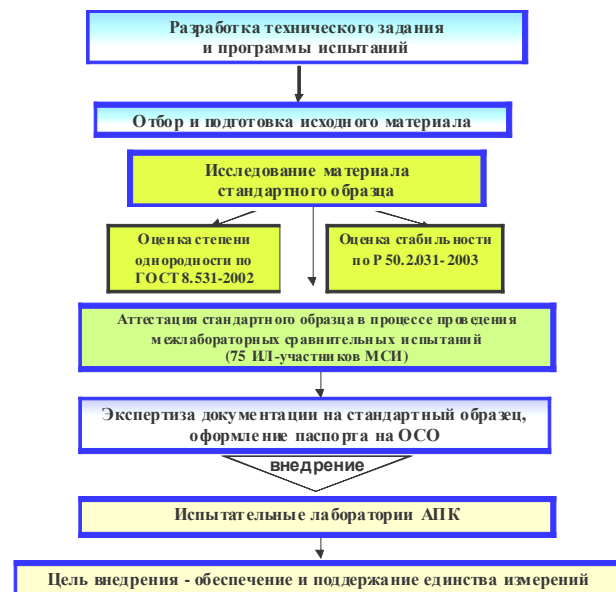 Разработка технического задания
и программы испытаний
Отбор и подготовка исходного материала
Исследование материала
стандартного образца
Оценка степени
однородности по
ГОСТ 8.531-2002
Оценка стабильности
по Р 50.2.031- 2003
Аттестация стандартного образца в процессе проведения
межлабораторных сравнительных испытаний
(75 ИЛ-участников МСИ)
Экспертиза документации на стандартный образец,
оформление паспорта на ОСО
внедрение
Испытательные лаборатории АПК
Цель внедрения - обеспечение и поддержание единства измерений